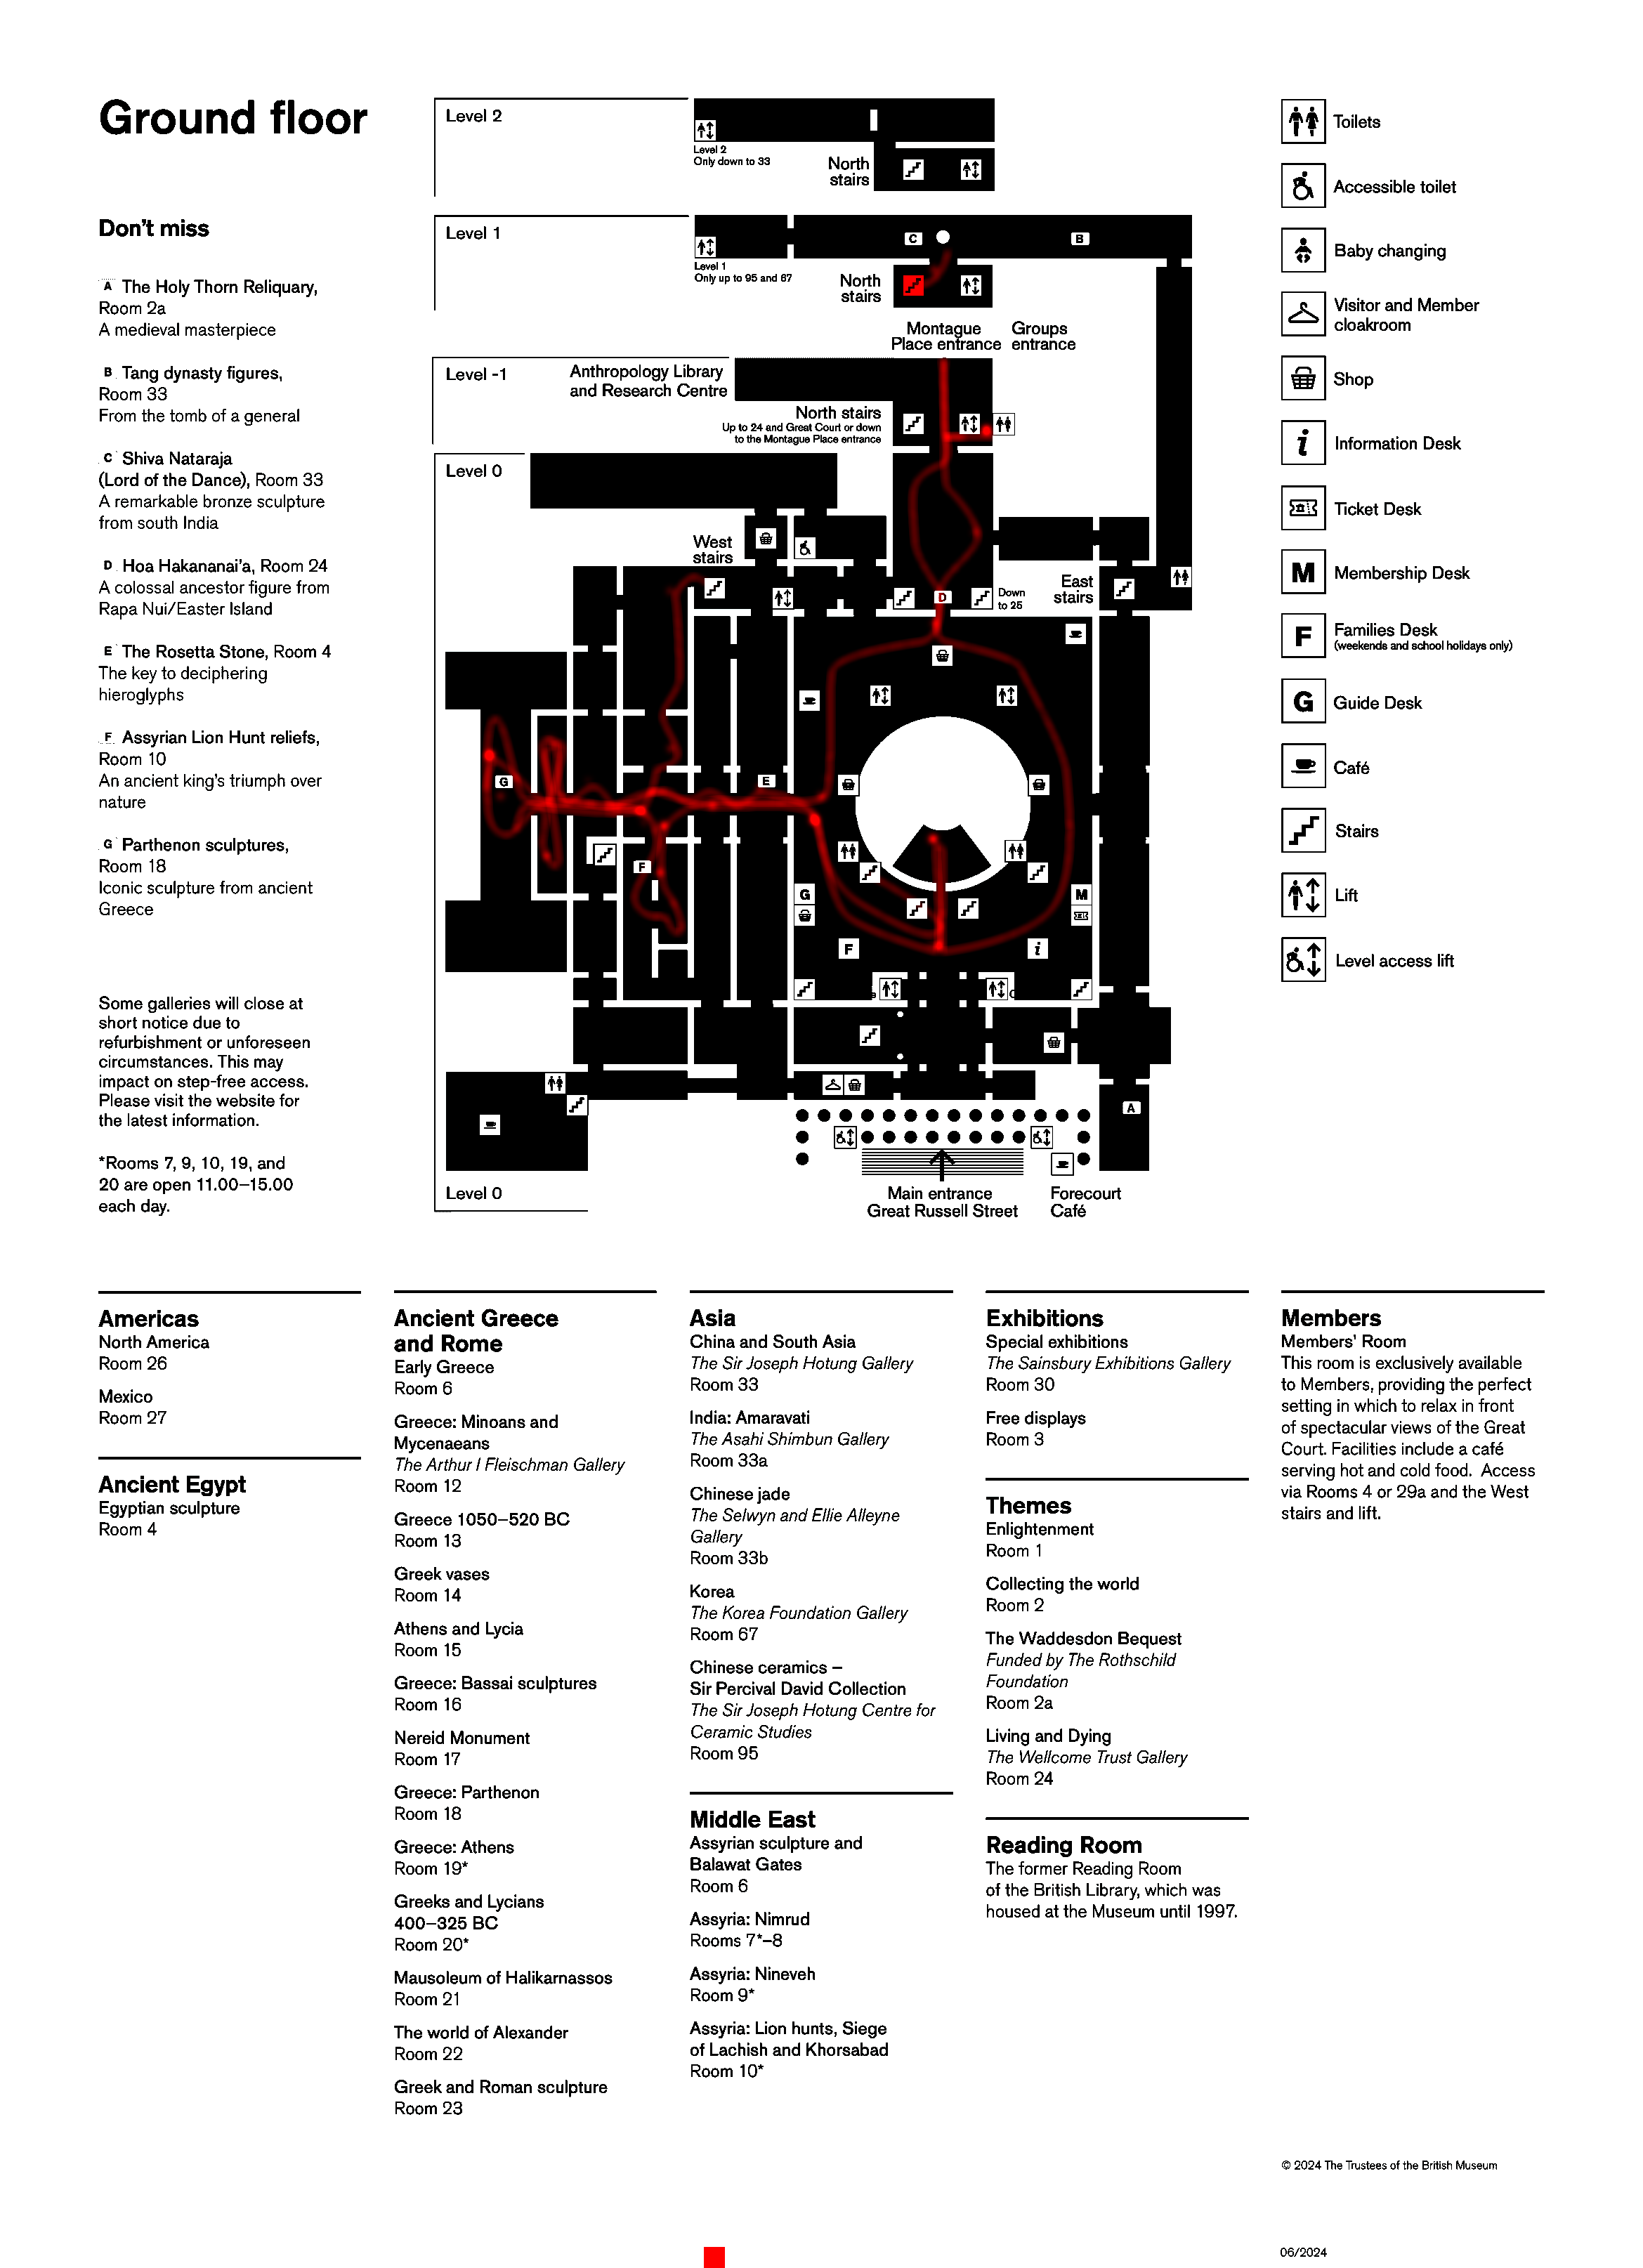 Ground floor
Don't miss
A The Holy Thorn Reliquary,
Room 2a
A medieval masterpiece
B Tang dynasty figures,
Room 33
From the tomb of a general
C Shiva Nataraja
(Lord of the Dance), Room 33
A remarkable bronze sculpture
from south India
D Hoa Hakananai'a, Room 24
A colossal ancestor figure from
Rapa Nui/Easter Island
E The Rosetta Stone, Room 4
The key to deciphering
hieroglyphs
F Assyrian Lion Hunt reliefs,
Room 10
An ancient king's triumph over
nature
G Parthenon sculptures,
Room 18
Iconic sculpture from ancient
Greece
Some galleries will close at
short notice due to
refurbishment or unforeseen
circumstances. This may
impact on step-free access.
Please visit the website for
the latest information.
*Rooms 7, 9, 10, 19, and
20 are open 11.00–15.00
each day.
Level 2
Level 2
Only down to 33
North
stairs
Level 1
C
B
Level 1
Only up to 95 and 67
North
stairs
Montague
Place entrance
Groups
entrance
Level -1
Anthropology Library
and Research Centre
North stairs
Up to 24 and Great Court or down
to the Montague Place entrance
Level 0
West
stairs
D
Down
to 25
East
stairs
E
G
F
G
M
F
i
A
Level 0
Main entrance
Great Russell Street
Forecourt
Café
Toilets
Accessible toilet
Baby changing
Visitor and Member
cloakroom
Shop
i Information Desk
Ticket Desk
M Membership Desk
F Families Desk
(weekends and school holidays only)
G Guide Desk
Café
Stairs
Lift
Level access lift
Americas
North America
Room 26
Mexico
Room 27
Ancient Egypt
Egyptian sculpture
Room 4
Ancient Greece
and Rome
Early Greece
Room 6
Greece: Minoans and
Mycenaeans
The Arthur I Fleischman Gallery
Room 12
Greece 1050–520 BC
Room 13
Greek vases
Room 14
Athens and Lycia
Room 15
Greece: Bassai sculptures
Room 16
Nereid Monument
Room 17
Greece: Parthenon
Room 18
Greece: Athens
Room 19*
Greeks and Lycians
400–325 BC
Room 20*
Mausoleum of Halikarnassos
Room 21
The world of Alexander
Room 22
Greek and Roman sculpture
Room 23
Asia
China and South Asia
The Sir Joseph Hotung Gallery
Room 33
India: Amaravati
The Asahi Shimbun Gallery
Room 33a
Chinese jade
The Selwyn and Ellie Alleyne
Gallery
Room 33b
Korea
The Korea Foundation Gallery
Room 67
Chinese ceramics –
Sir Percival David Collection
The Sir Joseph Hotung Centre for
Ceramic Studies
Room 95
Middle East
Assyrian sculpture and
Balawat Gates
Room 6
Assyria: Nimrud
Rooms 7*–8
Assyria: Nineveh
Room 9*
Assyria: Lion hunts, Siege
of Lachish and Khorsabad
Room 10*
Exhibitions
Special exhibitions
The Sainsbury Exhibitions Gallery
Room 30
Free displays
Room 3
Themes
Enlightenment
Room 1
Collecting the world
Room 2
The Waddesdon Bequest
Funded by The Rothschild
Foundation
Room 2a
Living and Dying
The Wellcome Trust Gallery
Room 24
Reading Room
The former Reading Room
of the British Library, which was
housed at the Museum until 1997.
Members
Members' Room
This room is exclusively available
to Members, providing the perfect
setting in which to relax in front
of spectacular views of the Great
Court. Facilities include a café
serving hot and cold food. Access
via Rooms 4 or 29a and the West
stairs and lift.
© 2024 The Trustees of the British Museum
06/2024